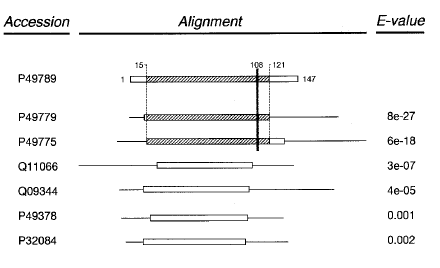 Accession Alignment E-value
15 108 121
P49789 1 147
P49779 8e-27
P49775 6e-18
Q11066 3e-07
Q09344 4e-05
P49378 0.001
P32084 0.002